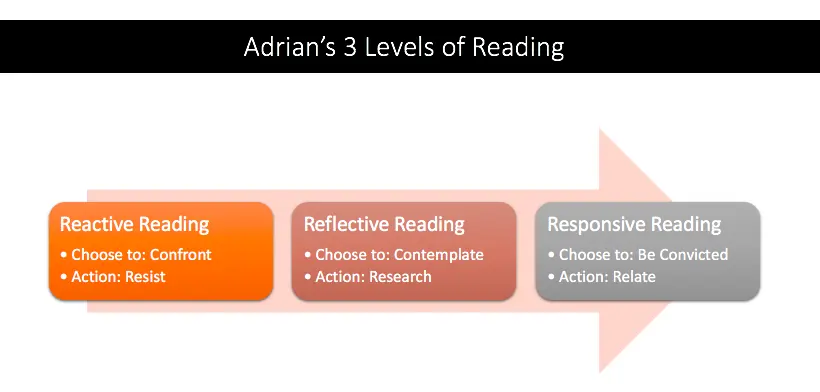 Adrian’s 3 Levels of Reading
Reactive Reading
• Choose to: Confront
• Action: Resist
Reflective Reading
• Choose to: Contemplate
• Action: Research
Responsive Reading
• Choose to: Be Convicted
• Action: Relate